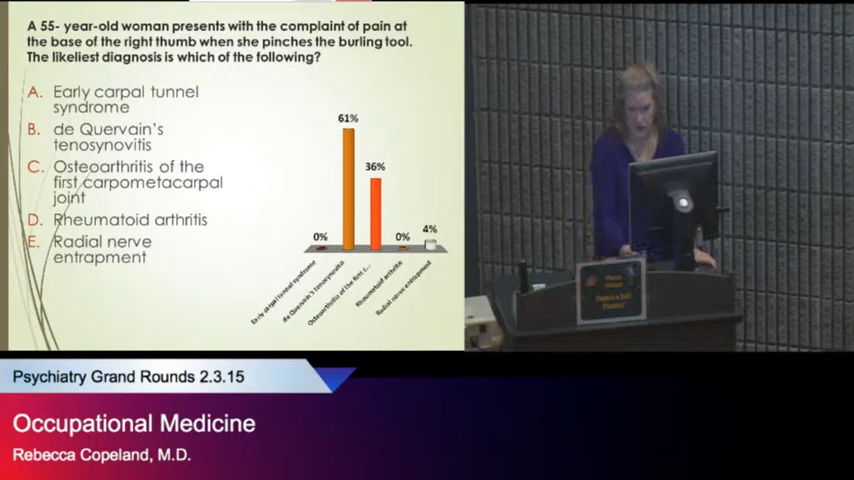 A 55- year-old woman presents with the complaint of pain at
the base of the right thumb when she pinches the burling tool.
The likeliest diagnosis is which of the following?
A. Early carpal tunnel
syndrome
B. de Quervain's
tenosynovitis
C. Osteoarthritis of the
first carpometacarpal
joint
D. Rheumatoid arthritis
E. Radial nerve
entrapment
0%
61%
36%
0%
4%
Early carpal tunnel syndrome
de Quervain's tenosynovitis
Osteoarthritis of the first c...
Rheumatoid arthritis
Radial nerve entrapment
Psychiatry Grand Rounds 2.3.15
Occupational Medicine
Rebecca Copeland, M.D.